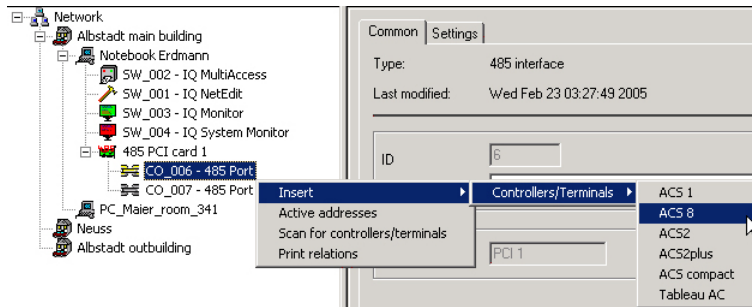 Network
Albstadt main building
Notebook Erdmann
SW_002 - IQ MultiAccess
SW_001 - IQ NetEdit
SW_003 - IQ Monitor
SW_004 - IQ System Monitor
485 PCI card 1
CO_006 - 485 Port
CO_007 - 485 Port
PC_Maier_room_341
Neuss
Albstadt outbuilding
Common Settings
Type: 485 interface
Last modified: Wed Feb 23 03:27:49 2005
ID 6
PCI 1
Insert
Active addresses
Scan for controllers/terminals
Print relations
Controllers/Terminals
ACS 1
ACS 8
ACS2
ACS2plus
ACS compact
Tableau AC